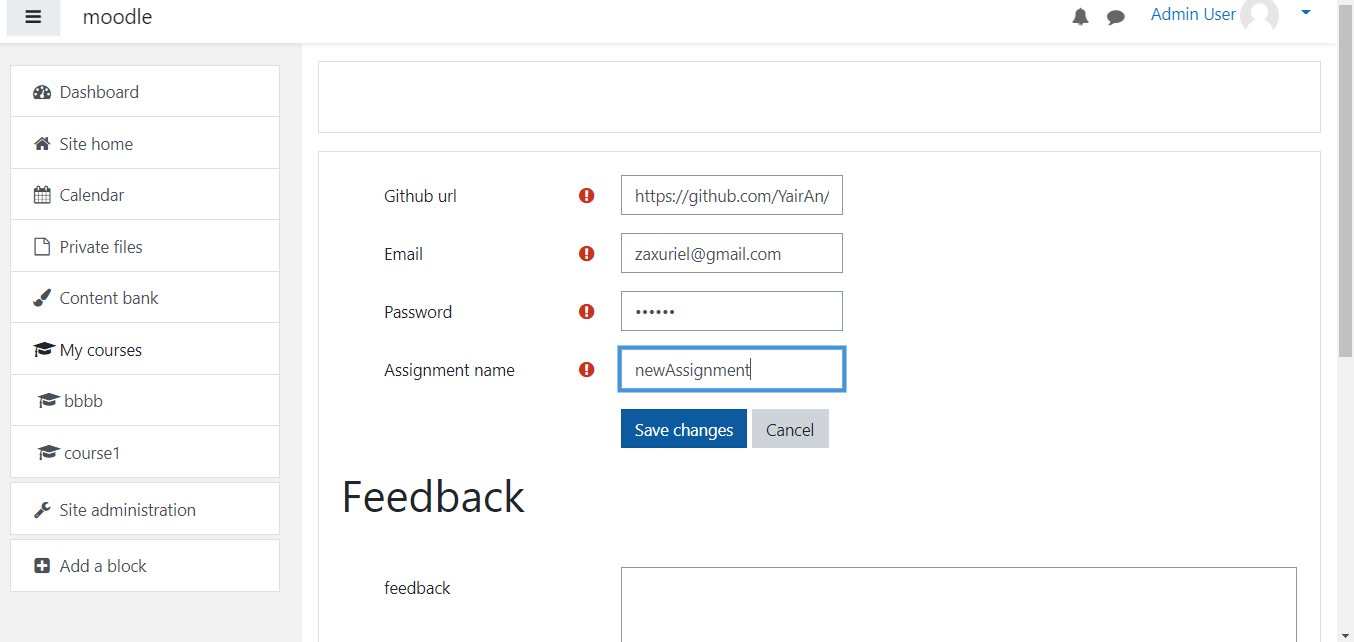 moodle
Admin User
Dashboard
Site home
Calendar
Private files
Content bank
My courses
bbbb
course1
Site administration
Add a block
Github url
https://github.com/YairAn/
Email
zaxuriel@gmail.com
Password
••••••
Assignment name
newAssignment
Save changes
Cancel
Feedback
feedback